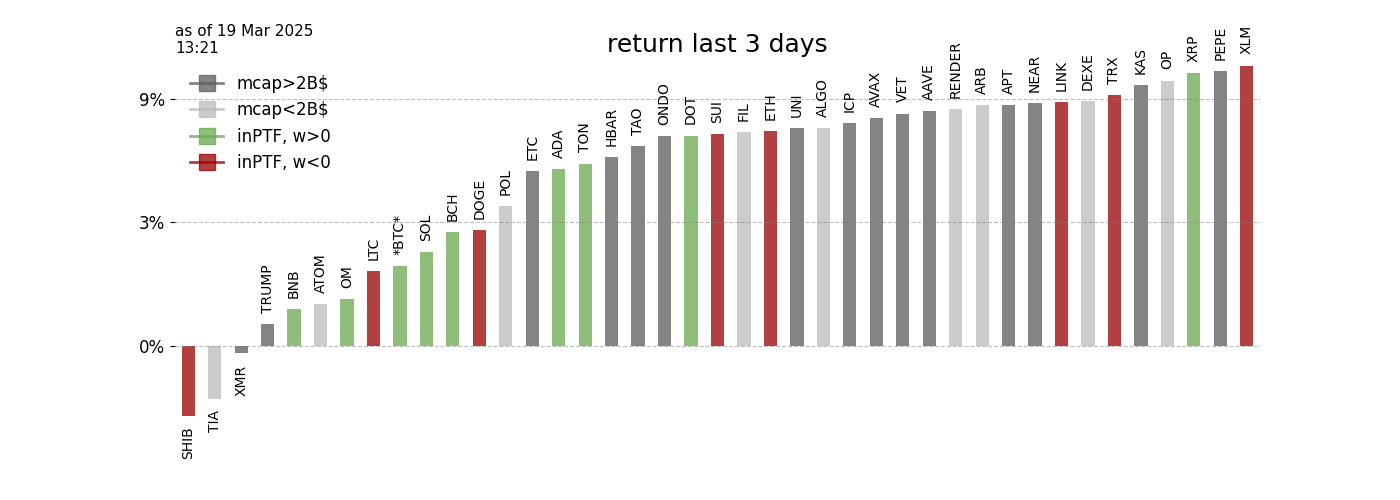 as of 19 Mar 2025
13:21
return last 3 days
mcap>2B$
mcap<2B$
inPTF, w>0
inPTF, w<0
9%
3%
0%
SHIB
TIA
XMR
TRUMP
BNB
ATOM
OM
LTC
*BTC*
SOL
BCH
DOGE
POL
ETC
ADA
TON
HBAR
TAO
ONDO
DOT
SUI
FIL
ETH
UNI
ALGO
ICP
AVAX
VET
AAVE
RENDER
ARB
APT
NEAR
LINK
DEXE
TRX
KAS
OP
XRP
PEPE
XLM